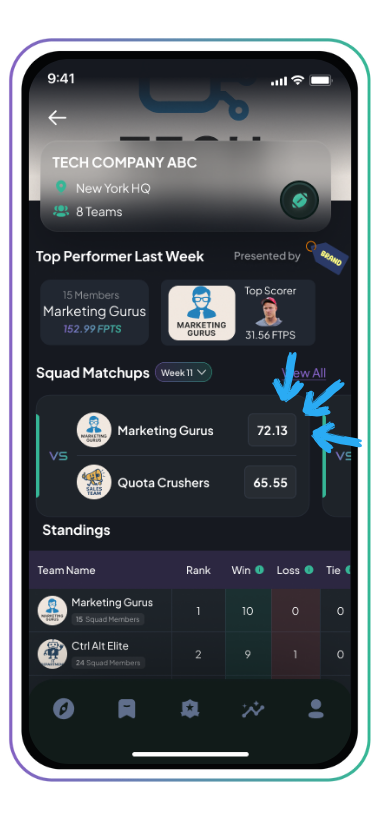 9:41
TECH
TECH COMPANY ABC
New York HQ
8 Teams
Top Performer Last Week
Presented by
BRAND
15 Members
Marketing Gurus
152.99 FPTS
MARKETING
GURUS
Top Scorer
31.56 FTPS
Squad Matchups
Week 11
View All
VS
Marketing Gurus
72.13
Quota Crushers
65.55
SALES
TEAM
VS
Standings
Team Name Rank Win Loss Tie
Marketing Gurus
15 Squad Members
1 10 0 0
Ctrl Alt Elite
24 Squad Members
2 9 1 0